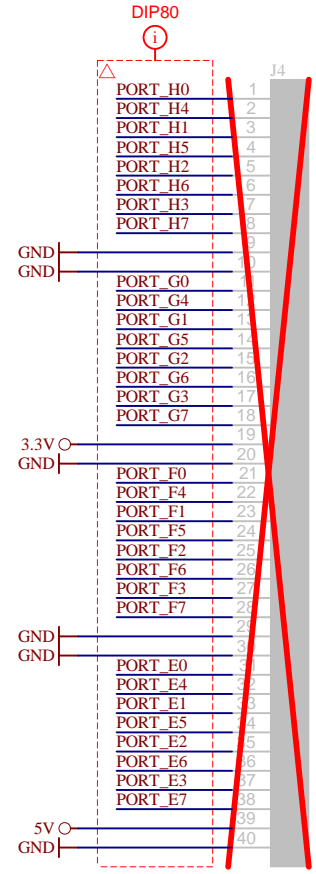 DIP80
i
J4
PORT_H0 1
PORT_H4 2
PORT_H1 3
PORT_H5 4
PORT_H2 5
PORT_H6 6
PORT_H3 7
PORT_H7 8
GND 9
GND 10
PORT_G0 11
PORT_G4 12
PORT_G1 13
PORT_G5 14
PORT_G2 15
PORT_G6 16
PORT_G3 17
PORT_G7 18
3.3V 19
GND 20
PORT_F0 21
PORT_F4 22
PORT_F1 23
PORT_F5 24
PORT_F2 25
PORT_F6 26
PORT_F3 27
PORT_F7 28
GND 29
GND 30
PORT_E0 31
PORT_E4 32
PORT_E1 33
PORT_E5 34
PORT_E2 35
PORT_E6 36
PORT_E3 37
PORT_E7 38
5V 39
GND 40